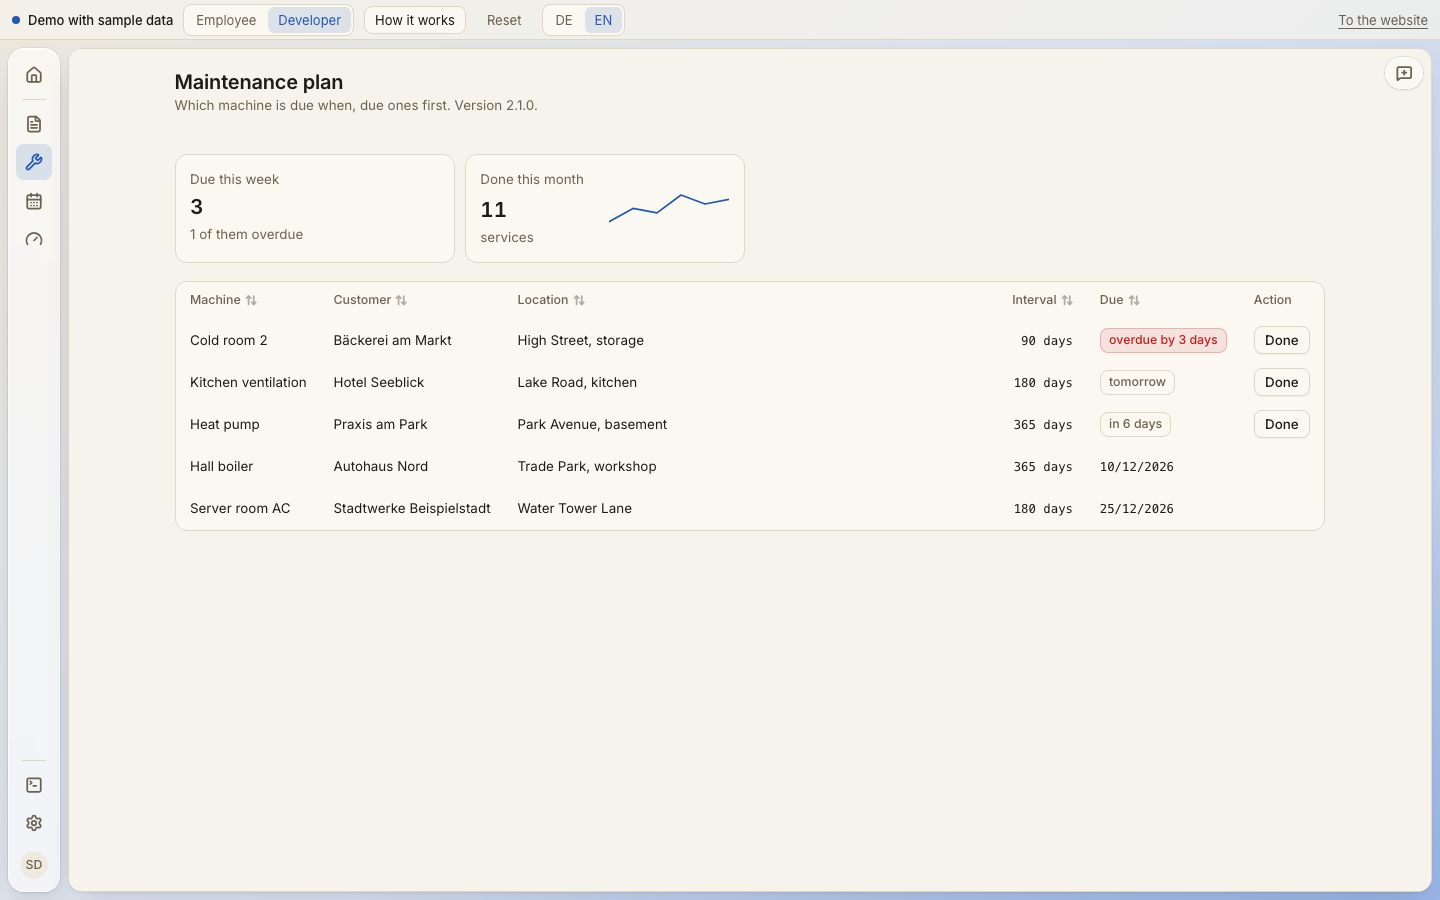 Demo with sample data Employee Developer How it works Reset DE EN To the website
Maintenance plan
Which machine is due when, due ones first. Version 2.1.0.
Due this week
3
1 of them overdue
Done this month
11
services
Machine Customer Location Interval Due Action
Cold room 2 Bäckerei am Markt High Street, storage 90 days overdue by 3 days Done
Kitchen ventilation Hotel Seeblick Lake Road, kitchen 180 days tomorrow Done
Heat pump Praxis am Park Park Avenue, basement 365 days in 6 days Done
Hall boiler Autohaus Nord Trade Park, workshop 365 days 10/12/2026
Server room AC Stadtwerke Beispielstadt Water Tower Lane 180 days 25/12/2026
SD